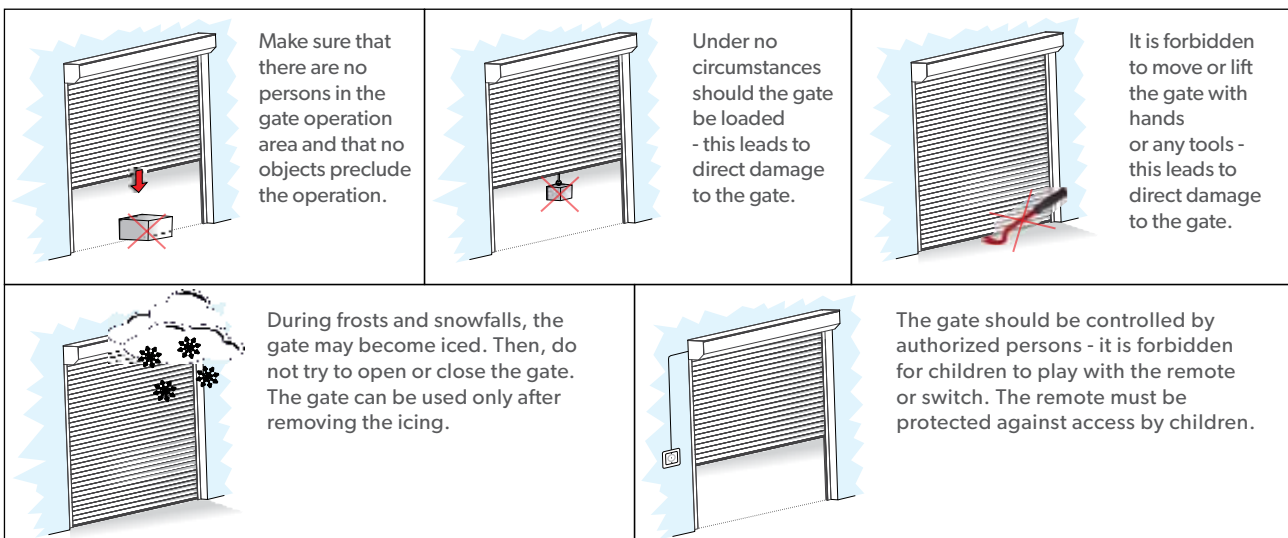 Make sure that
there are no
persons in the
gate operation
area and that no
objects preclude
the operation.
Under no
circumstances
should the gate
be loaded
- this leads to
direct damage
to the gate.
It is forbidden
to move or lift
the gate with
hands
or any tools -
this leads to
direct damage
to the gate.
During frosts and snowfalls, the
gate may become iced. Then, do
not try to open or close the gate.
The gate can be used only after
removing the icing.
The gate should be controlled by
authorized persons - it is forbidden
for children to play with the remote
or switch. The remote must be
protected against access by children.